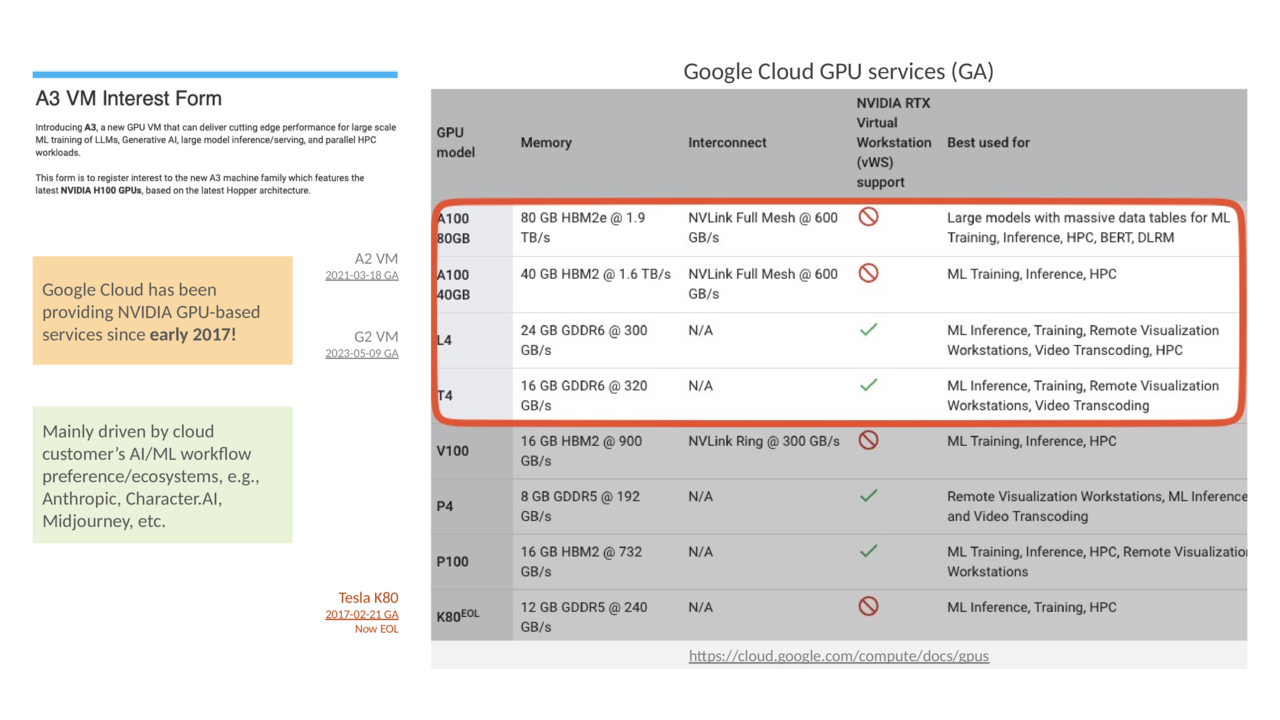 Google Cloud GPU services (GA)
A3 VM Interest Form
Introducing A3, a new GPU VM that can deliver cutting edge performance for large scale
ML training of LLMs, Generative AI, large model inference/serving, and parallel HPC
workloads.
This form is to register interest to the new A3 machine family which features the
latest NVIDIA H100 GPUs, based on the latest Hopper architecture.
Google Cloud has been
providing NVIDIA GPU-based
services since early 2017!
Mainly driven by cloud
customer’s AI/ML workflow
preference/ecosystems, e.g.,
Anthropic, Character.AI,
Midjourney, etc.
A2 VM
2021-03-18 GA
G2 VM
2023-05-09 GA
Tesla K80
2017-02-21 GA
Now EOL
GPU
model
Memory
Interconnect
NVIDIA RTX
Virtual
Workstation
(vWS)
support
Best used for
A100
80GB
80 GB HBM2e @ 1.9
TB/s
NVLink Full Mesh @ 600
GB/s
Large models with massive data tables for ML
Training, Inference, HPC, BERT, DLRM
A100
40GB
40 GB HBM2 @ 1.6 TB/s
NVLink Full Mesh @ 600
GB/s
ML Training, Inference, HPC
L4
24 GB GDDR6 @ 300
GB/s
N/A
ML Inference, Training, Remote Visualization
Workstations, Video Transcoding, HPC
T4
16 GB GDDR6 @ 320
GB/s
N/A
ML Inference, Training, Remote Visualization
Workstations, Video Transcoding
V100
16 GB HBM2 @ 900
GB/s
NVLink Ring @ 300 GB/s
ML Training, Inference, HPC
P4
8 GB GDDR5 @ 192
GB/s
N/A
Remote Visualization Workstations, ML Inference
and Video Transcoding
P100
16 GB HBM2 @ 732
GB/s
N/A
ML Training, Inference, HPC, Remote Visualization
Workstations
K80EOL
12 GB GDDR5 @ 240
GB/s
N/A
ML Inference, Training, HPC
https://cloud.google.com/compute/docs/gpus